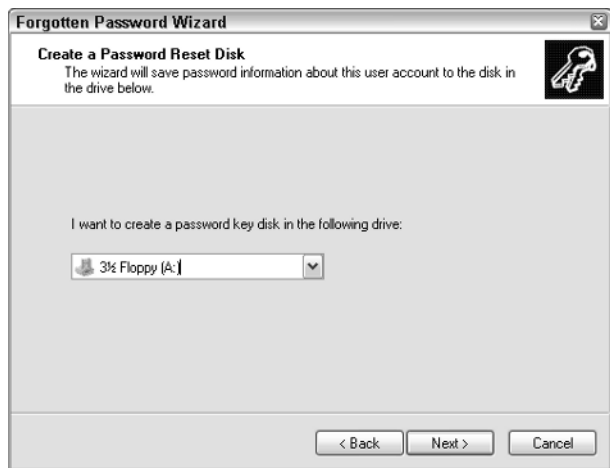 Forgotten Password Wizard
Create a Password Reset Disk
The wizard will save password information about this user account to the disk in
the drive below.
I want to create a password key disk in the following drive:
3½ Floppy (A:)
< Back Next > Cancel